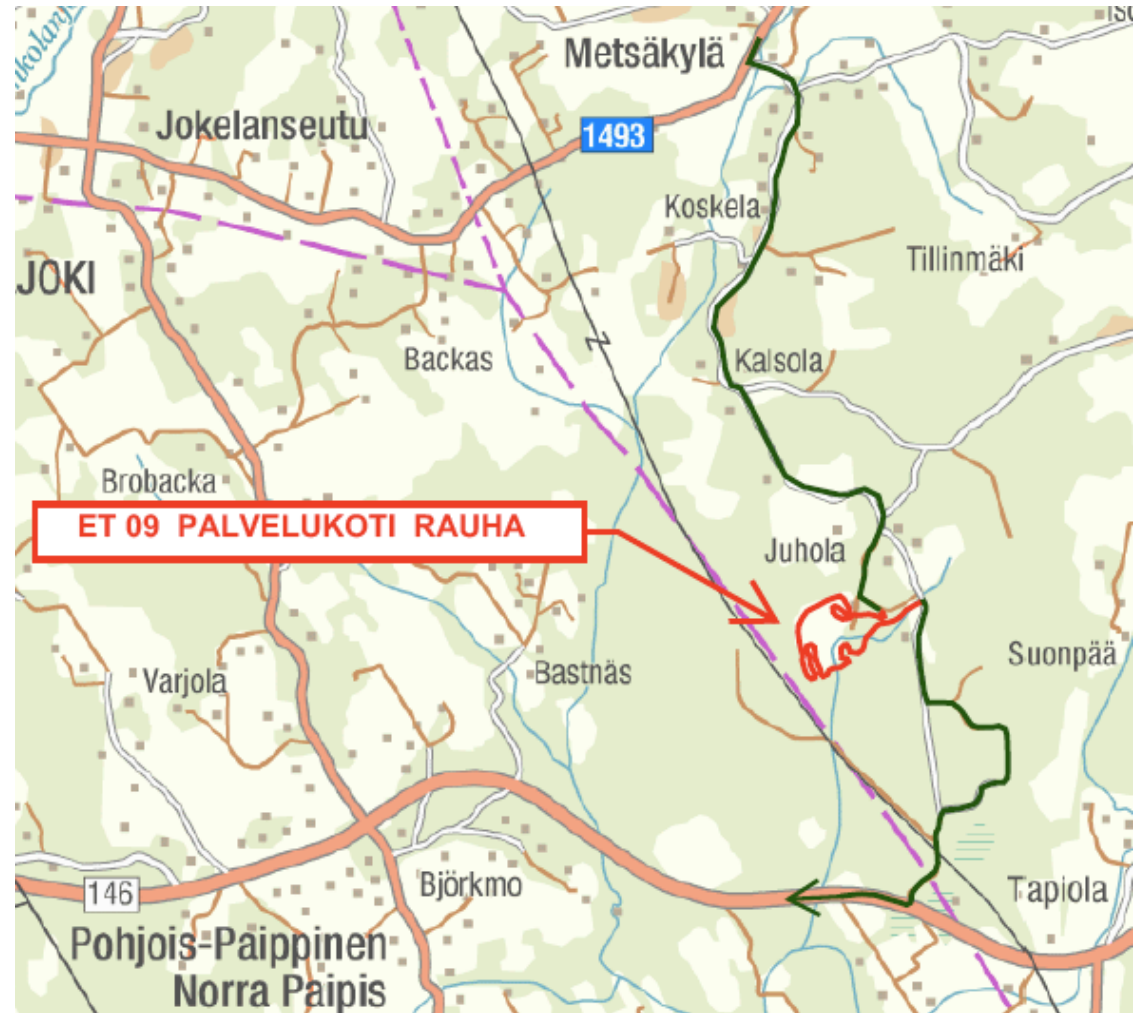 Metsäkylä
Jokelanseutu
1493
Koskela
Tillinmäki
JOKI
Backas
Kalsola
Brobacka
ET 09 PALVELUKOTI RAUHA
Juhola
Suonpää
Bastnäs
Varjola
146
Björkmo
Tapiola
Pohjois-Paippinen
Norra Paipis